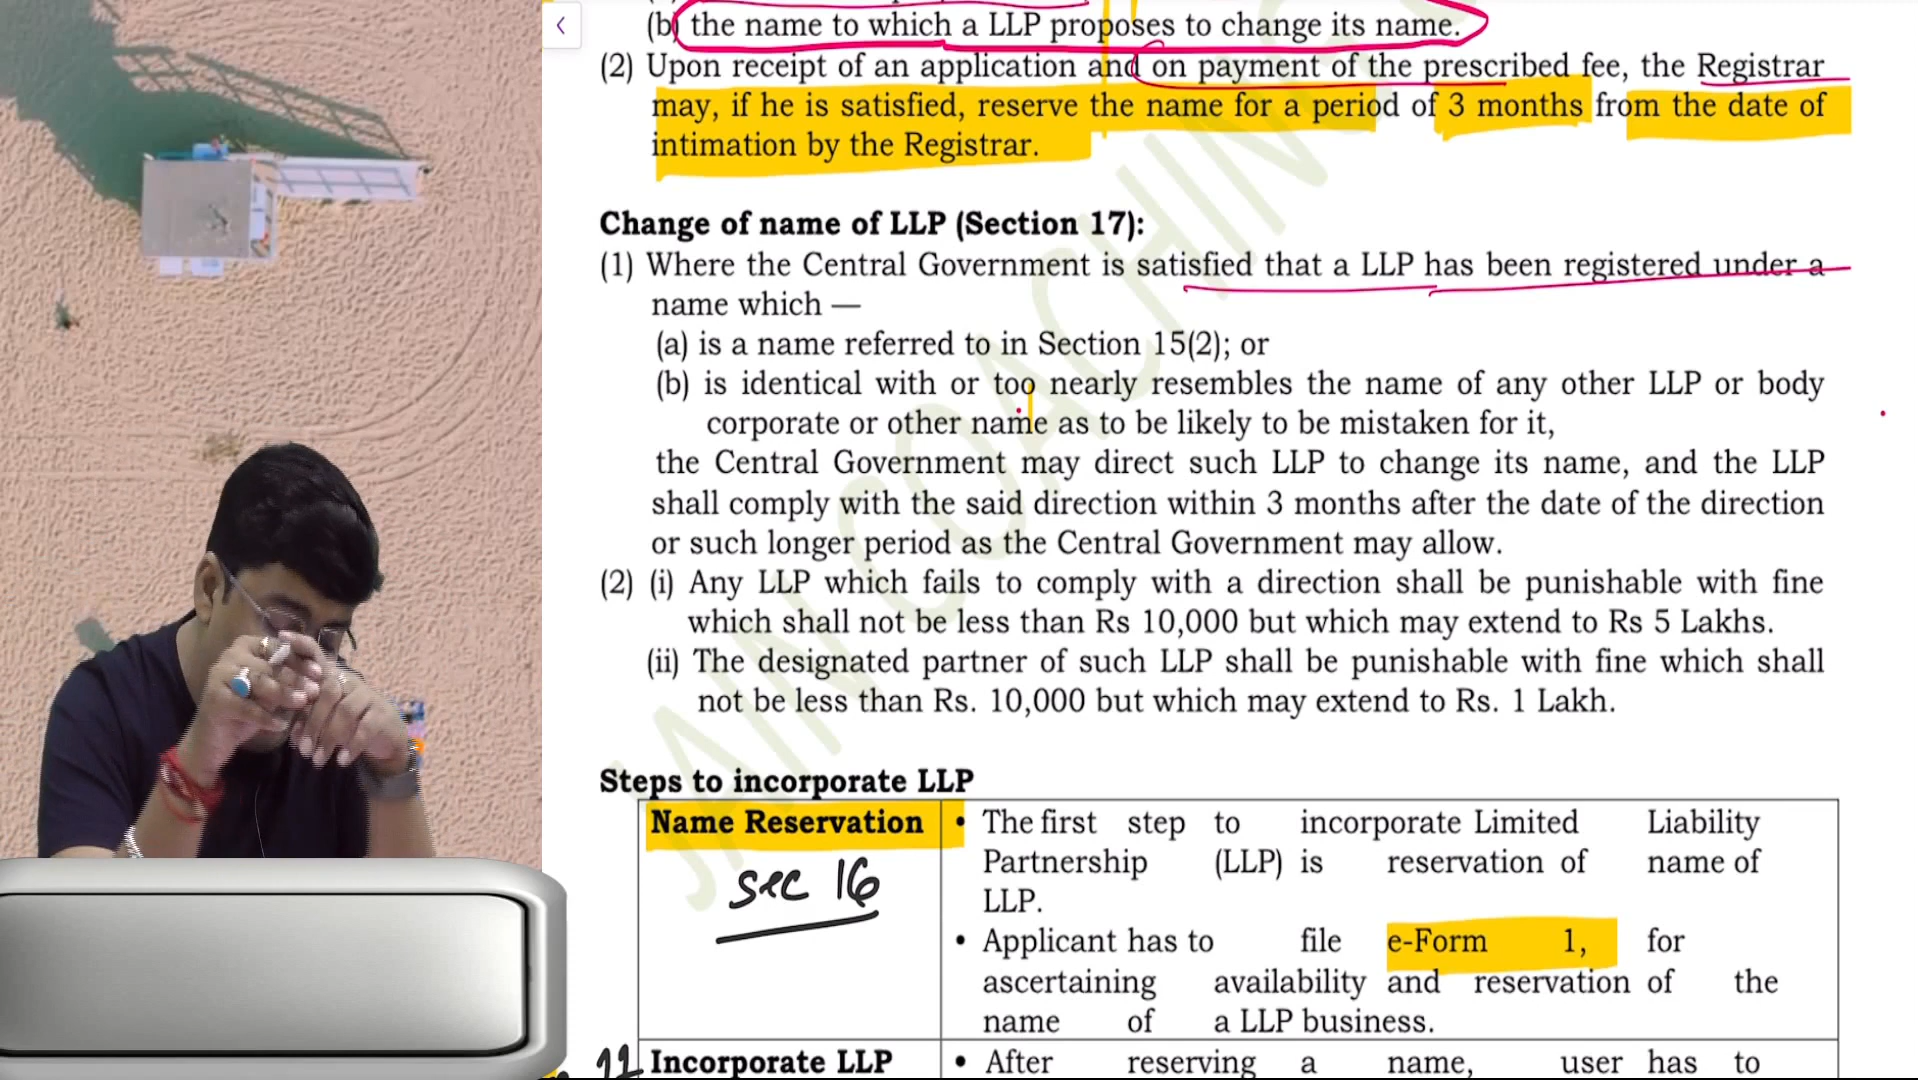 (b) the name to which a LLP proposes to change its name.
(2) Upon receipt of an application and on payment of the prescribed fee, the Registrar
may, if he is satisfied, reserve the name for a period of 3 months from the date of
intimation by the Registrar.
Change of name of LLP (Section 17):
(1) Where the Central Government is satisfied that a LLP has been registered under a
name which —
(a) is a name referred to in Section 15(2); or
(b) is identical with or too nearly resembles the name of any other LLP or body
corporate or other name as to be likely to be mistaken for it,
the Central Government may direct such LLP to change its name, and the LLP
shall comply with the said direction within 3 months after the date of the direction
or such longer period as the Central Government may allow.
(2) (i) Any LLP which fails to comply with a direction shall be punishable with fine
which shall not be less than Rs 10,000 but which may extend to Rs 5 Lakhs.
(ii) The designated partner of such LLP shall be punishable with fine which shall
not be less than Rs. 10,000 but which may extend to Rs. 1 Lakh.
Steps to incorporate LLP
Name Reservation
sec 16
• The first step to incorporate Limited Liability
Partnership (LLP) is reservation of name of
LLP.
• Applicant has to file e-Form 1, for
ascertaining availability and reservation of the
name of a LLP business.
11 Incorporate LLP
• After reserving a name, user has to
JAIN COACHING